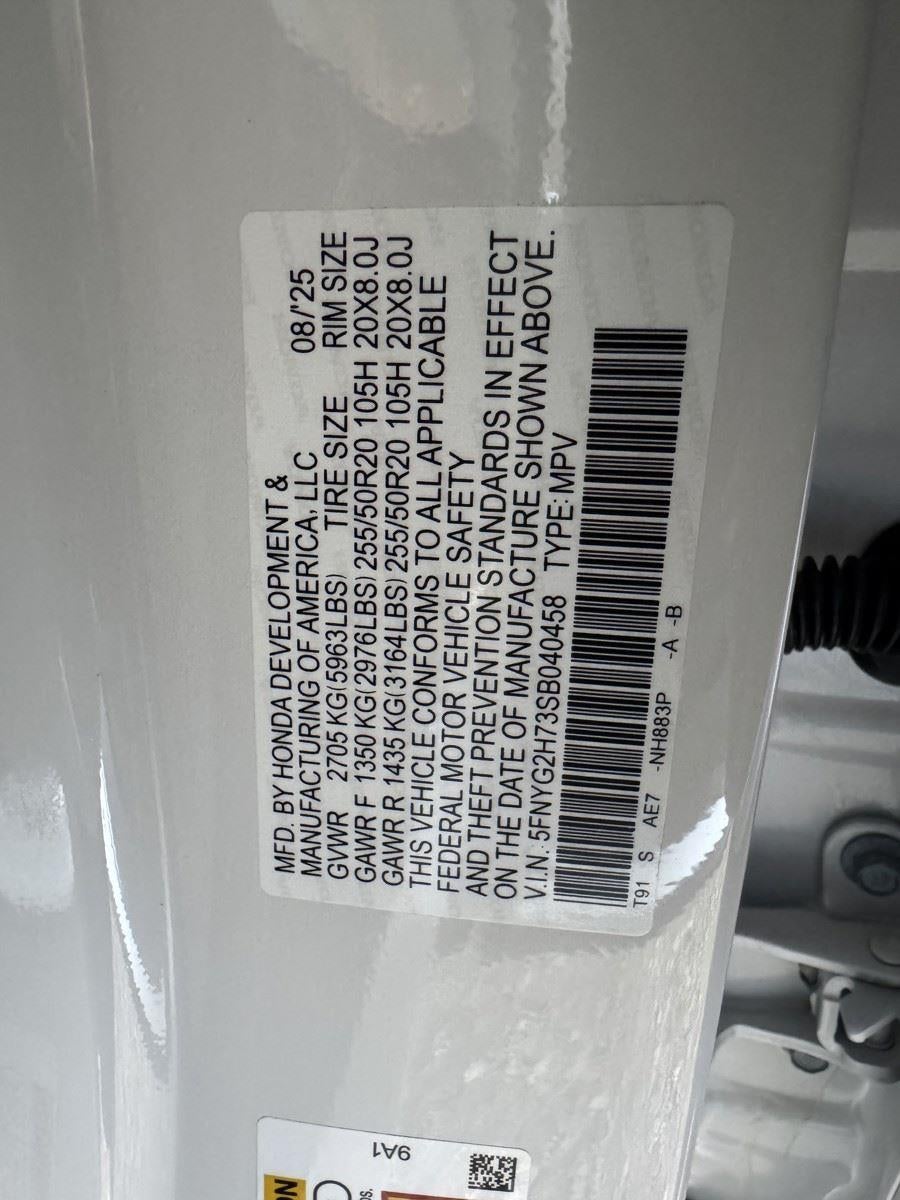 MFD. BY HONDA DEVELOPMENT &
MANUFACTURING OF AMERICA, LLC 08/'25
GVWR 2705 KG(5963LBS) TIRE SIZE RIM SIZE
GAWR F 1350 KG(2976LBS) 255/50R20 105H 20X8.0J
GAWR R 1435 KG(3164LBS) 255/50R20 105H 20X8.0J
THIS VEHICLE CONFORMS TO ALL APPLICABLE
FEDERAL MOTOR VEHICLE SAFETY
AND THEFT PREVENTION STANDARDS IN EFFECT
ON THE DATE OF MANUFACTURE SHOWN ABOVE.
V.I.N.: 5FNYG2H73SB040458 TYPE: MPV
T91 S AE7 -NH883P -A -B
9A1